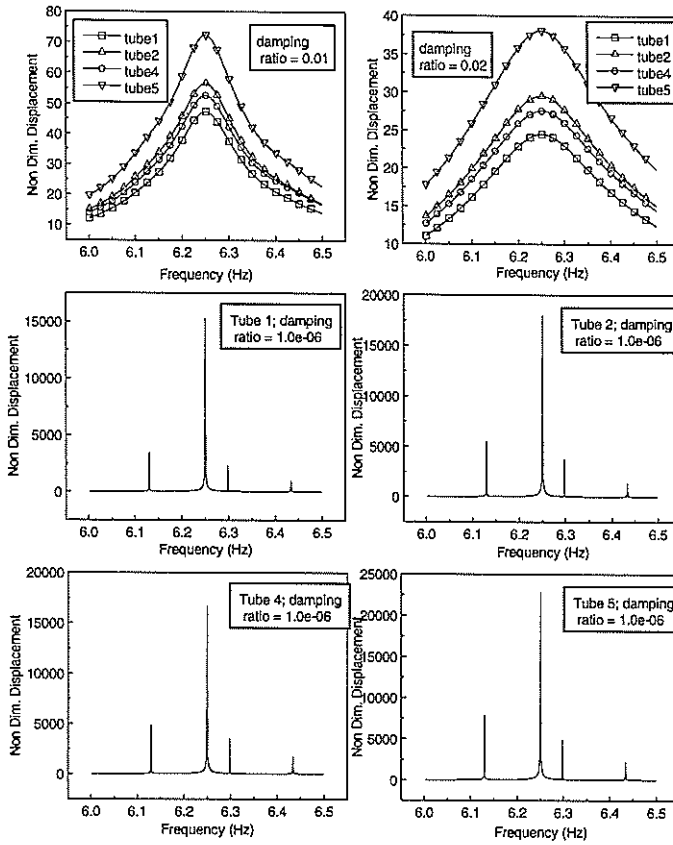 80
70
60
50
40
30
20
10
Non Dim. Displacement
tube1
tube2
tube4
tube5
damping
ratio = 0.01
6.0 6.1 6.2 6.3 6.4 6.5
Frequency (Hz)
40
35
30
25
20
15
10
Non Dim. Displacement
damping
ratio = 0.02
tube1
tube2
tube4
tube5
6.0 6.1 6.2 6.3 6.4 6.5
Frequency (Hz)
15000
10000
5000
0
Non Dim. Displacement
Tube 1; damping
ratio = 1.0e-06
6.0 6.1 6.2 6.3 6.4 6.5
Frequency (Hz)
20000
15000
10000
5000
0
Non Dim. Displacement
Tube 2; damping
ratio = 1.0e-06
6.0 6.1 6.2 6.3 6.4 6.5
Frequency (Hz)
20000
15000
10000
5000
0
Non Dim. Displacement
Tube 4; damping
ratio = 1.0e-06
6.0 6.1 6.2 6.3 6.4 6.5
Frequency (Hz)
25000
20000
15000
10000
5000
0
Non Dim. Displacement
Tube 5; damping
ratio = 1.0e-06
6.0 6.1 6.2 6.3 6.4 6.5
Frequency (Hz)